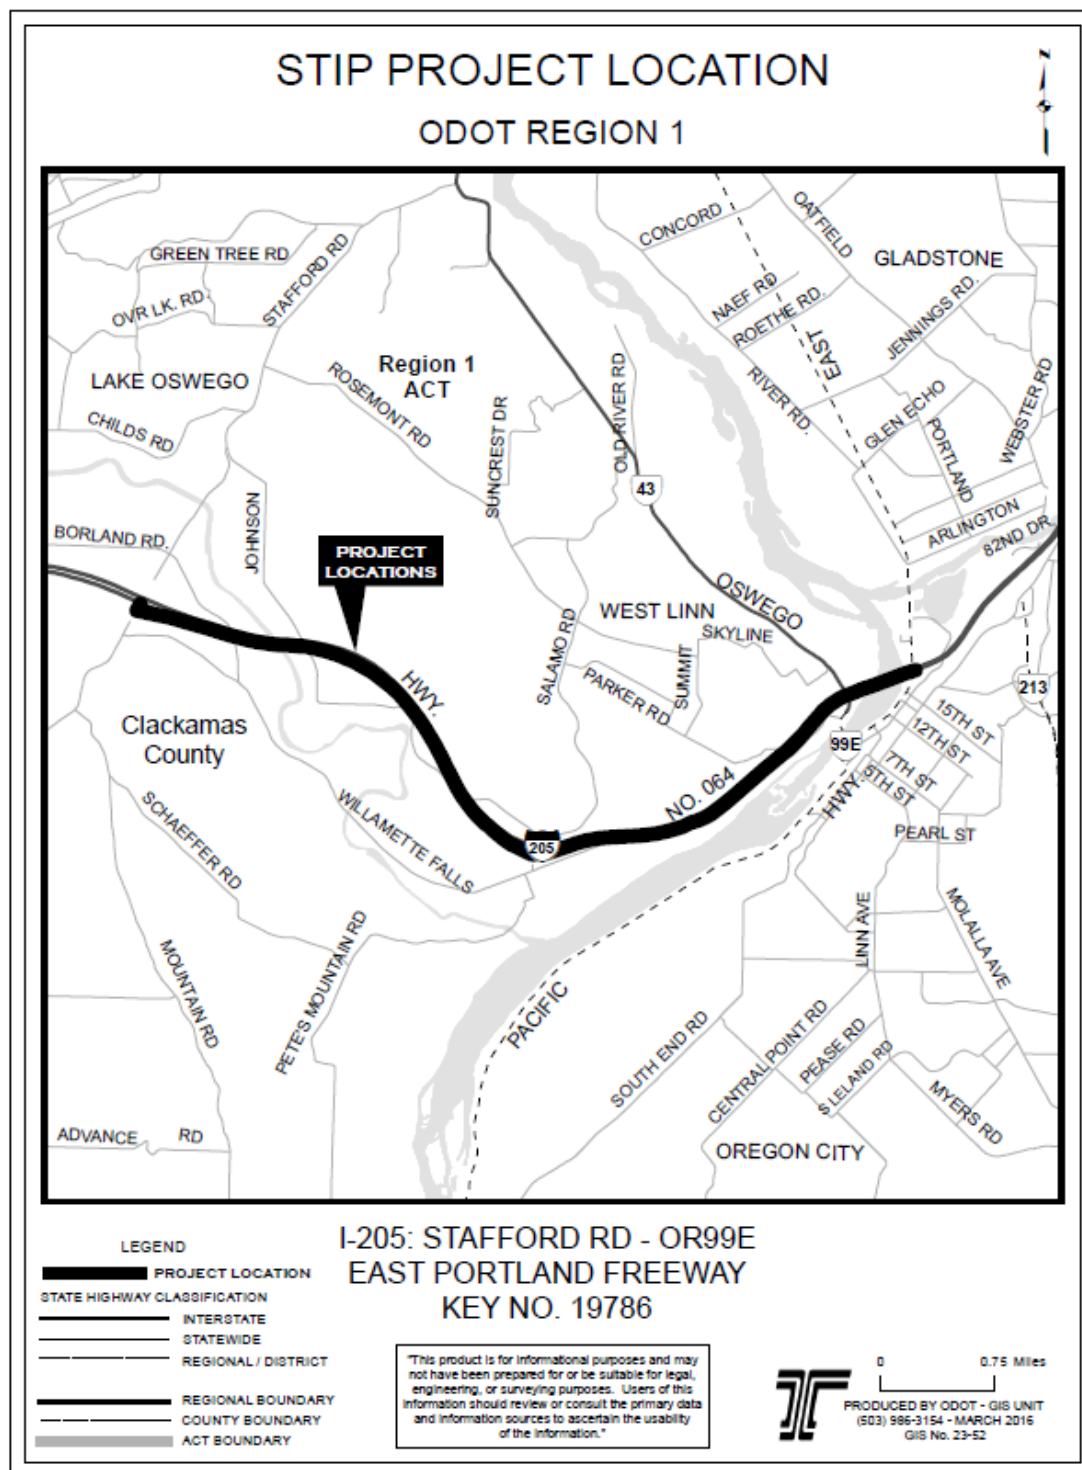 STIP PROJECT LOCATION
ODOT REGION 1
N
CONCORD
OATFIELD
GLADSTONE
GREEN TREE RD
STAFFORD RD
OVR LK. RD.
NAEF RD
ROETHE RD.
JENNINGS RD.
EAST
Region 1
ACT
LAKE OSWEGO
ROSEMONT RD
SUNCREST DR
OLD RIVER RD
RIVER RD.
GLEN ECHO
PORTLAND
WEBSTER RD
CHILDS RD
43
ARLINGTON
82ND DR
BORLAND RD.
JOHNSON
PROJECT
LOCATIONS
OSWEGO
WEST LINN
SKYLINE
SALAMO RD
SUMMIT
PARKER RD
HWY.
213
15TH ST
12TH ST
99E
7TH ST
5TH ST
HWY.
Clackamas
County
NO. 064
SCHAEFFER RD
WILLAMETTE FALLS
205
PEARL ST
LINN AVE
MOLALLA AVE
MOUNTAIN RD
PETE'S MOUNTAIN RD
PACIFIC
SOUTH END RD
CENTRAL POINT RD
PEASE RD
S LELAND RD
MYERS RD
ADVANCE RD
OREGON CITY
I-205: STAFFORD RD - OR99E
EAST PORTLAND FREEWAY
KEY NO. 19786
LEGEND
PROJECT LOCATION
STATE HIGHWAY CLASSIFICATION
INTERSTATE
STATEWIDE
REGIONAL / DISTRICT
REGIONAL BOUNDARY
COUNTY BOUNDARY
ACT BOUNDARY
"This product is for informational purposes and may
not have been prepared for or be suitable for legal,
engineering, or surveying purposes. Users of this
information should review or consult the primary data
and information sources to ascertain the usability
of the information."
0 0.75 Miles
PRODUCED BY ODOT - GIS UNIT
(503) 986-3154 - MARCH 2016
GIS No. 23-52